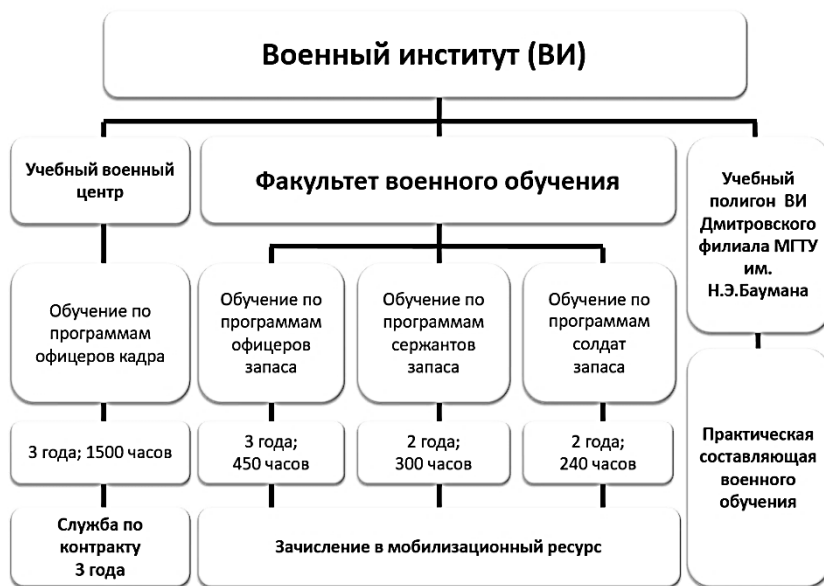 Военный институт (ВИ)
Учебный военный
центр
Факультет военного обучения
Учебный
полигон ВИ
Дмитровского
филиала МГТУ
им.
Н.Э.Баумана
Обучение по
программам
офицеров кадра
Обучение по
программам
офицеров
запаса
Обучение по
программам
сержантов
запаса
Обучение по
программам
солдат
запаса
3 года; 1500 часов
3 года;
450 часов
2 года;
300 часов
2 года;
240 часов
Практическая
составляющая
военного
обучения
Служба по
контракту
3 года
Зачисление в мобилизационный ресурс